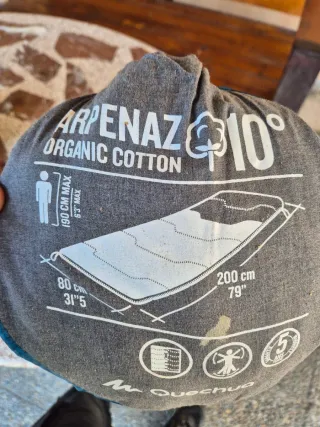 ARPENAZ 10°
ORGANIC COTTON
190 CM MAX
6'3" MAX
80 cm
31"5
200 cm
79"
5
Quechua